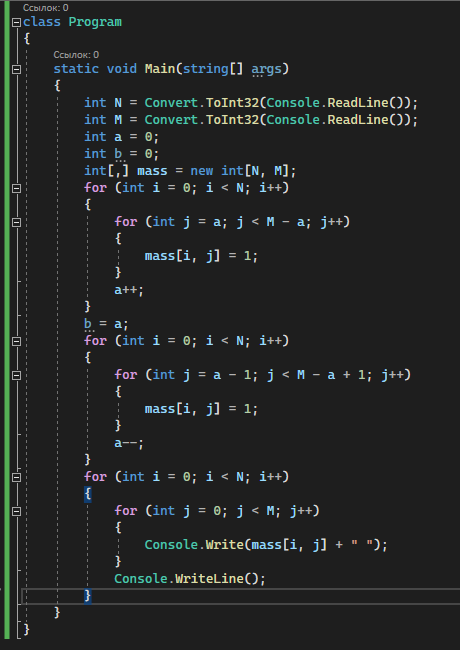 Ссылок: 0
class Program
{
Ссылок: 0
static void Main(string[] args)
{
int N = Convert.ToInt32(Console.ReadLine());
int M = Convert.ToInt32(Console.ReadLine());
int a = 0;
int b = 0;
int[,] mass = new int[N, M];
for (int i = 0; i < N; i++)
{
for (int j = a; j < M - a; j++)
{
mass[i, j] = 1;
}
a++;
}
b = a;
for (int i = 0; i < N; i++)
{
for (int j = a - 1; j < M - a + 1; j++)
{
mass[i, j] = 1;
}
a--;
}
for (int i = 0; i < N; i++)
{
for (int j = 0; j < M; j++)
{
Console.Write(mass[i, j] + " ");
}
Console.WriteLine();
}
}
}